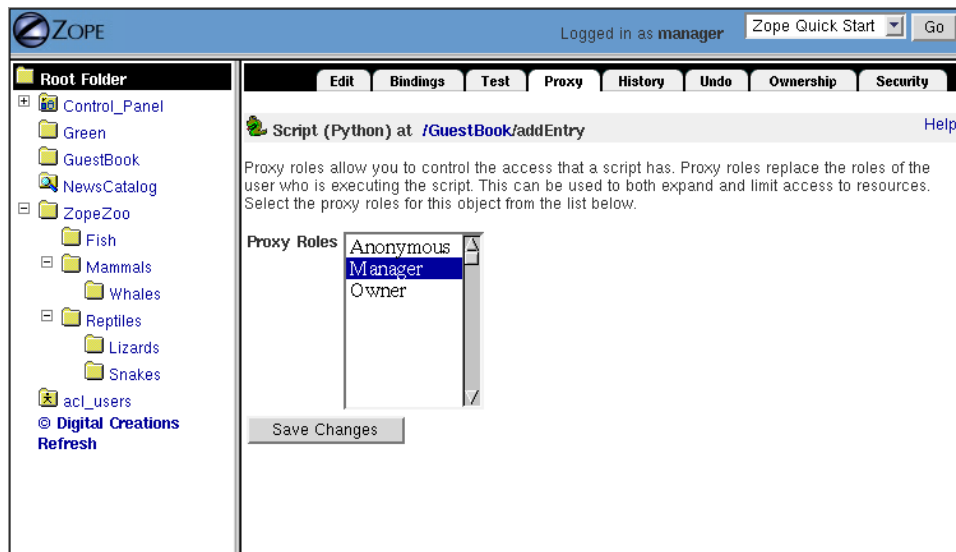 ZOPE
Logged in as manager
Zope Quick Start
Go
Root Folder
Control_Panel
Green
GuestBook
NewsCatalog
ZopeZoo
Fish
Mammals
Whales
Reptiles
Lizards
Snakes
acl_users
© Digital Creations
Refresh
Edit Bindings Test Proxy History Undo Ownership Security
Script (Python) at /GuestBook/addEntry
Help
Proxy roles allow you to control the access that a script has. Proxy roles replace the roles of the
user who is executing the script. This can be used to both expand and limit access to resources.
Select the proxy roles for this object from the list below.
Proxy Roles
Anonymous
Manager
Owner
Save Changes